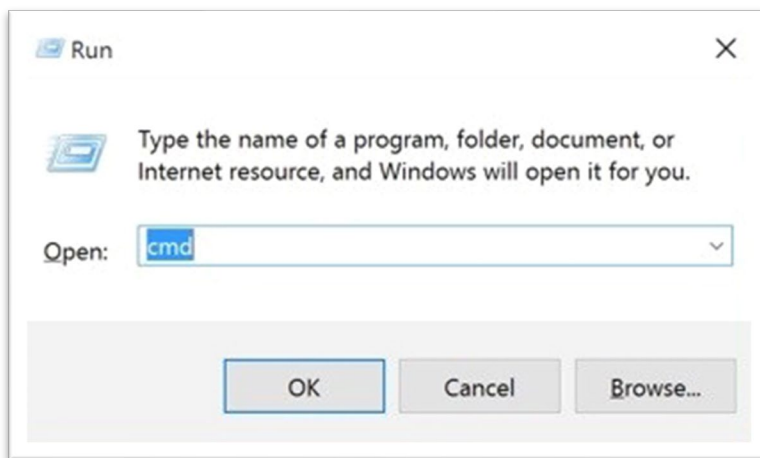 Run
Type the name of a program, folder, document, or
Internet resource, and Windows will open it for you.
Open: cmd
OK Cancel Browse...